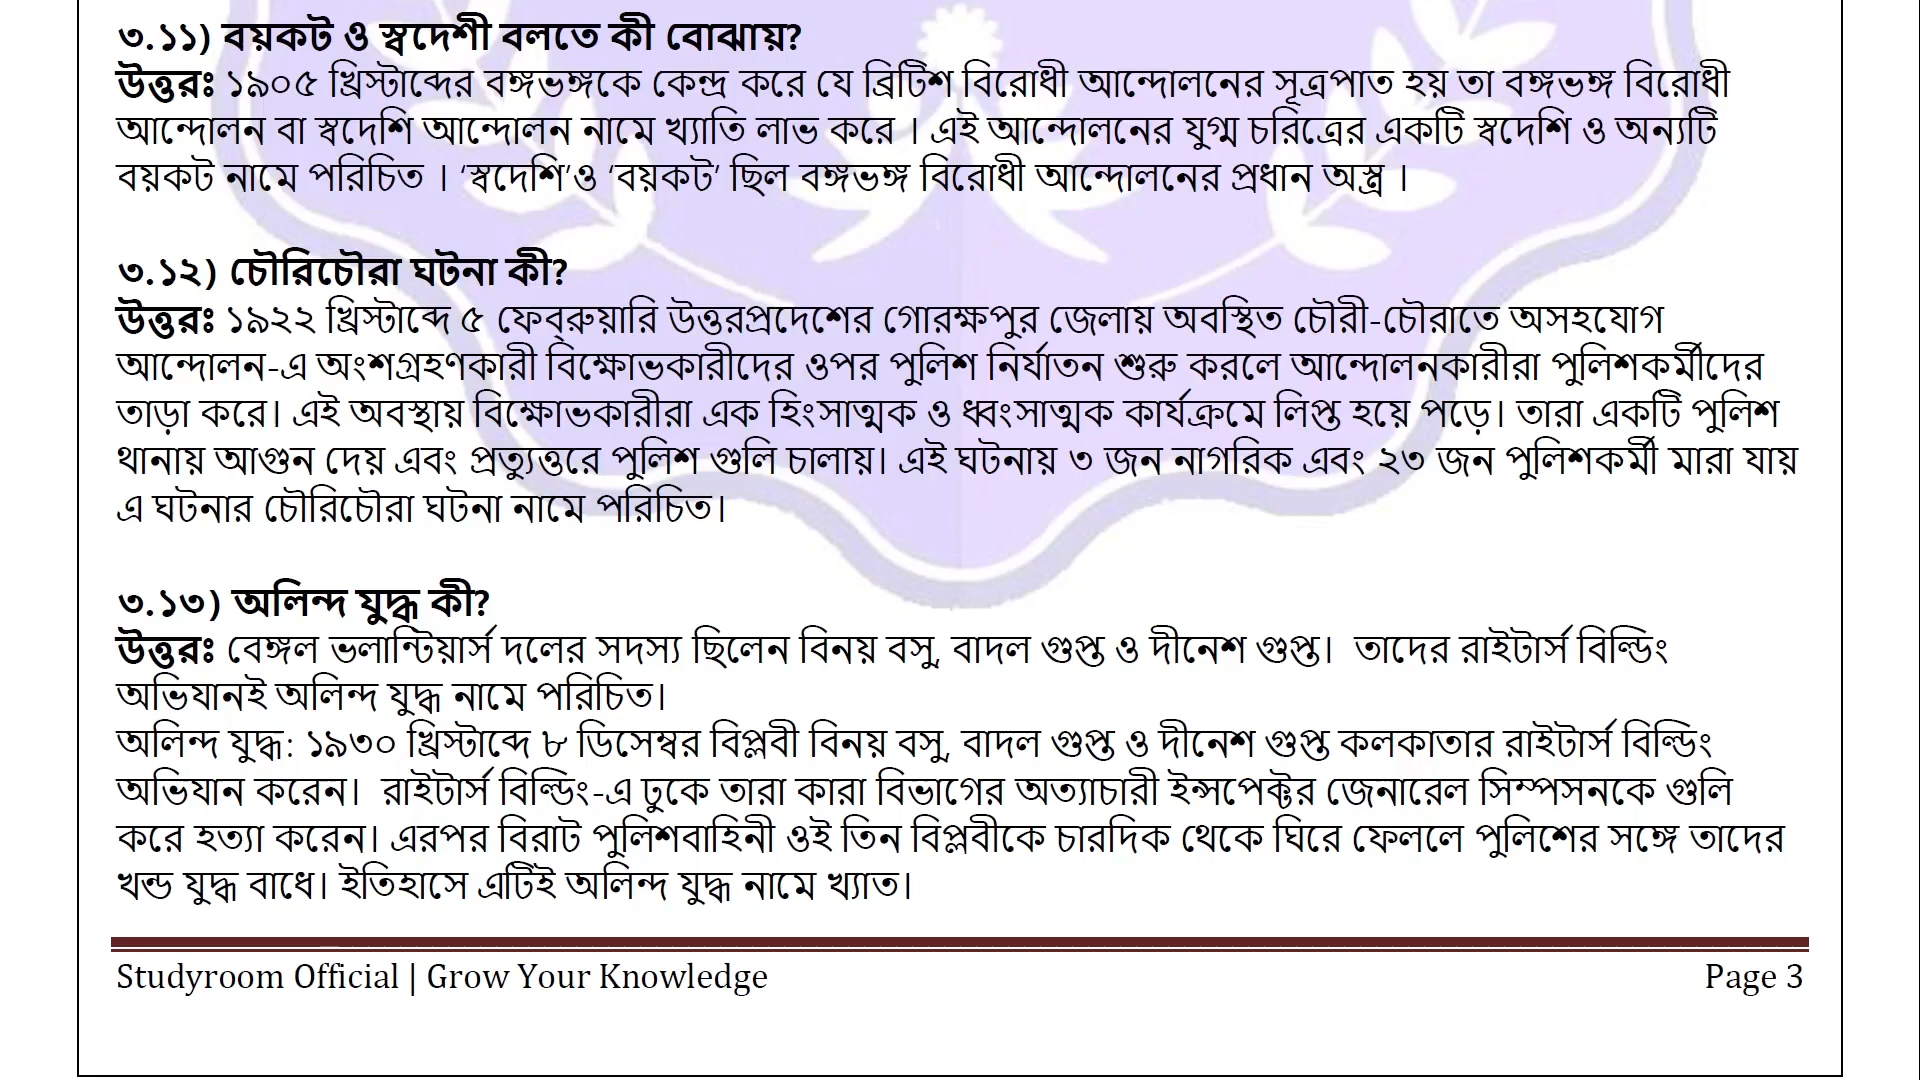 ৩.১১) বয়কট ও স্বদেশী বলতে কী বোঝায়?
উত্তরঃ ১৯০৫ খ্রিস্টাব্দের বঙ্গভঙ্গকে কেন্দ্র করে যে ব্রিটিশ বিরোধী আন্দোলনের সূত্রপাত হয় তা বঙ্গভঙ্গ বিরোধী
আন্দোলন বা স্বদেশি আন্দোলন নামে খ্যাতি লাভ করে । এই আন্দোলনের যুগ্ম চরিত্রের একটি স্বদেশি ও অন্যটি
বয়কট নামে পরিচিত । ‘স্বদেশি’ও ‘বয়কট’ ছিল বঙ্গভঙ্গ বিরোধী আন্দোলনের প্রধান অস্ত্র ।
৩.১২) চৌরিচৌরা ঘটনা কী?
উত্তরঃ ১৯২২ খ্রিস্টাব্দে ৫ ফেব্রুয়ারি উত্তরপ্রদেশের গোরক্ষপুর জেলায় অবস্থিত চৌরী-চৌরাতে অসহযোগ
আন্দোলন-এ অংশগ্রহণকারী বিক্ষোভকারীদের ওপর পুলিশ নির্যাতন শুরু করলে আন্দোলনকারীরা পুলিশকর্মীদের
তাড়া করে। এই অবস্থায় বিক্ষোভকারীরা এক হিংসাত্মক ও ধ্বংসাত্মক কার্যক্রমে লিপ্ত হয়ে পড়ে। তারা একটি পুলিশ
থানায় আগুন দেয় এবং প্রত্যুত্তরে পুলিশ গুলি চালায়। এই ঘটনায় ৩ জন নাগরিক এবং ২৩ জন পুলিশকর্মী মারা যায়
এ ঘটনার চৌরিচৌরা ঘটনা নামে পরিচিত।
৩.১৩) অলিন্দ যুদ্ধ কী?
উত্তরঃ বেঙ্গল ভলান্টিয়ার্স দলের সদস্য ছিলেন বিনয় বসু, বাদল গুপ্ত ও দীনেশ গুপ্ত। তাদের রাইটার্স বিল্ডিং
অভিযানই অলিন্দ যুদ্ধ নামে পরিচিত।
অলিন্দ যুদ্ধ: ১৯৩০ খ্রিস্টাব্দে ৮ ডিসেম্বর বিপ্লবী বিনয় বসু, বাদল গুপ্ত ও দীনেশ গুপ্ত কলকাতার রাইটার্স বিল্ডিং
অভিযান করেন। রাইটার্স বিল্ডিং-এ ঢুকে তারা কারা বিভাগের অত্যাচারী ইন্সপেক্টর জেনারেল সিম্পসনকে গুলি
করে হত্যা করেন। এরপর বিরাট পুলিশবাহিনী ওই তিন বিপ্লবীকে চারদিক থেকে ঘিরে ফেললে পুলিশের সঙ্গে তাদের
খন্ড যুদ্ধ বাধে। ইতিহাসে এটিই অলিন্দ যুদ্ধ নামে খ্যাত।
Studyroom Official | Grow Your Knowledge Page 3